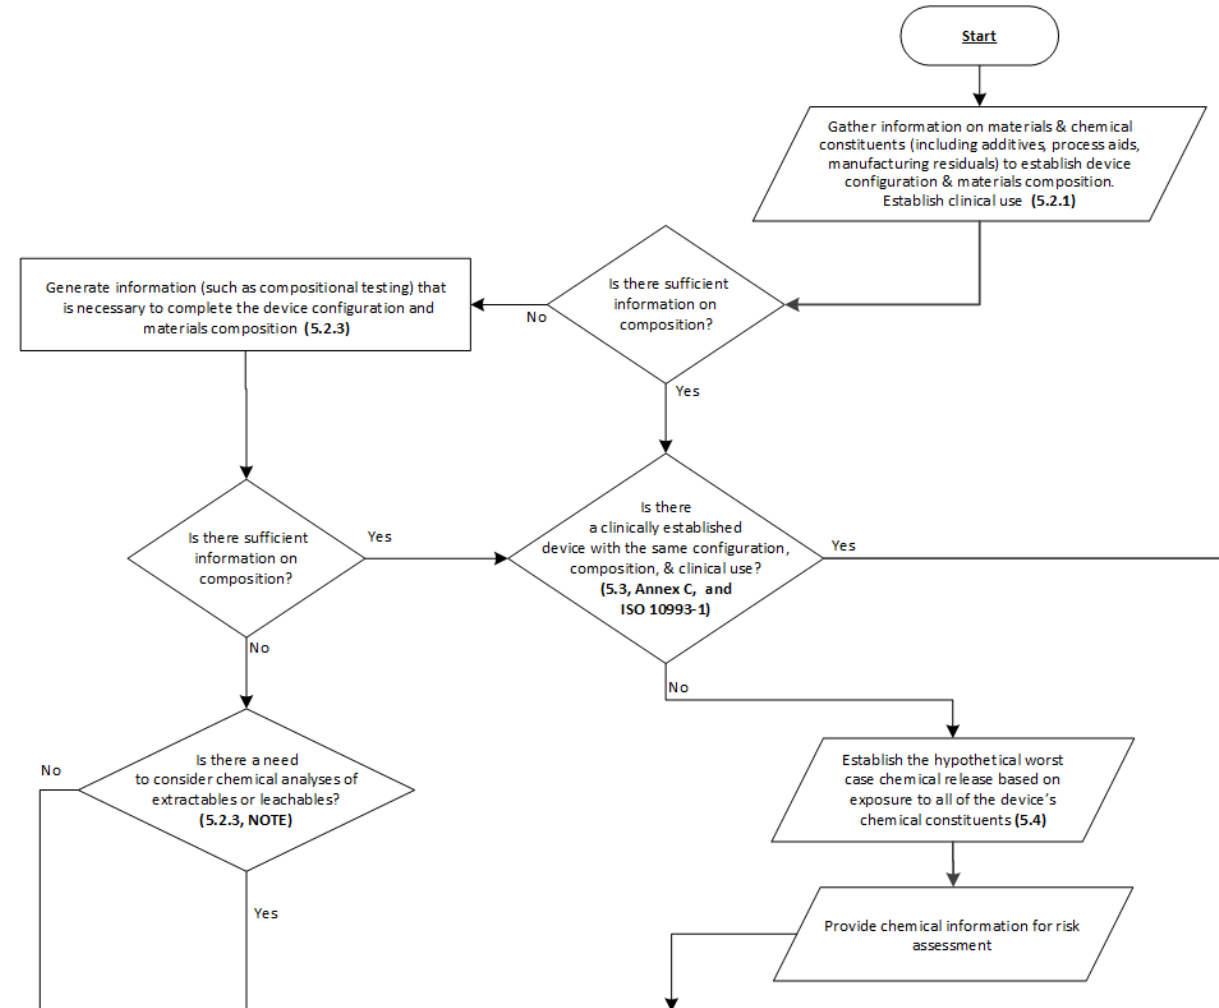 Start
Gather information on materials & chemical
constituents (including additives, process aids,
manufacturing residuals) to establish device
configuration & materials composition.
Establish clinical use (5.2.1)
Is there sufficient
information on
composition?
No
Yes
Generate information (such as compositional testing) that
is necessary to complete the device configuration and
materials composition (5.2.3)
Is there sufficient
information on
composition?
Yes
No
Is there
a clinically established
device with the same configuration,
composition, & clinical use?
(5.3, Annex C, and
ISO 10993-1)
Yes
No
Is there a need
to consider chemical analyses of
extractables or leachables?
(5.2.3, NOTE)
No
Yes
Establish the hypothetical worst
case chemical release based on
exposure to all of the device's
chemical constituents (5.4)
Provide chemical information for risk
assessment